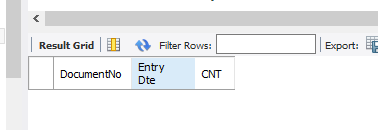 Result Grid Filter Rows: Export:
DocumentNo Entry Dte CNT